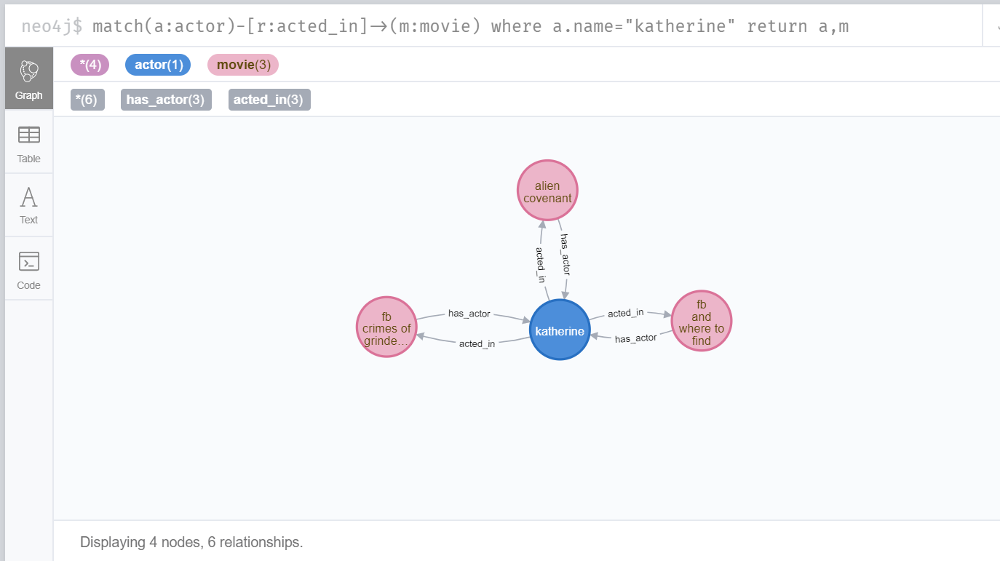 neo4j$ match(a:actor)-[r:acted_in]→(m:movie) where a.name="katherine" return a,m
*(4) actor(1) movie(3)
Graph
*(6) has_actor(3) acted_in(3)
Table
Text
Code
alien
covenant
acted_in
has_actor
fb
crimes of
grinde...
has_actor
acted_in
katherine
acted_in
has_actor
fb
and
where to
find
Displaying 4 nodes, 6 relationships.